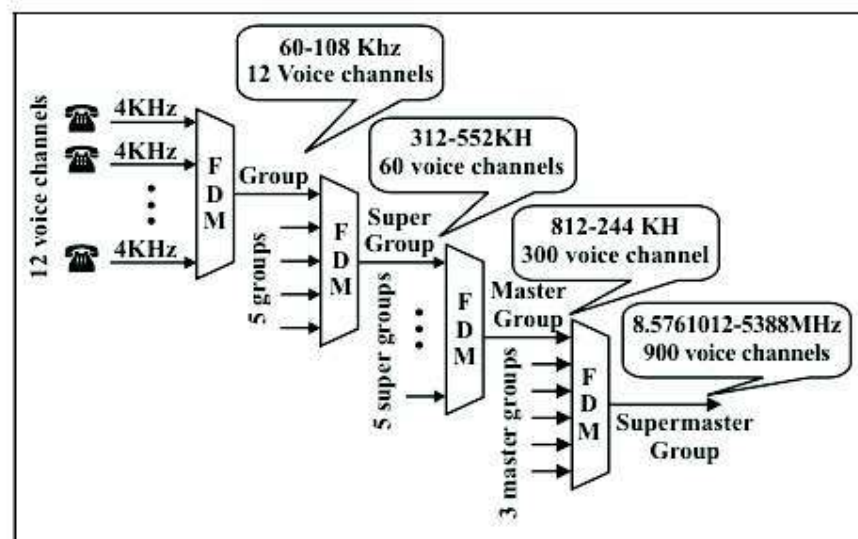 60-108 Khz
12 Voice channels
12 voice channels
4KHz
4KHz
4KHz
F
D
M
Group
312-552KH
60 voice channels
5 groups
F
D
M
Super
Group
812-244 KH
300 voice channel
5 super groups
F
D
M
Master
Group
8.5761012-5388MHz
900 voice channels
3 master groups
F
D
M
Supermaster
Group